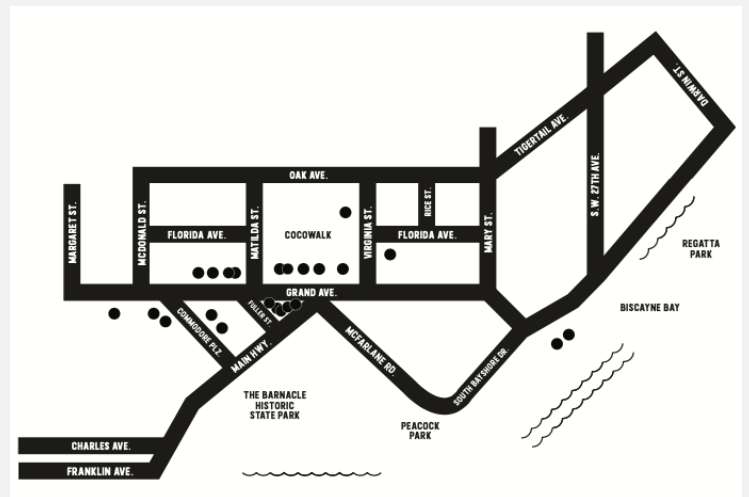 DARWIN ST.
TIGERTAIL AVE.
OAK AVE.
S.W. 27TH AVE.
MARGARET ST.
MCDONALD ST.
MATILDA ST.
VIRGINIA ST.
RICE ST.
MARY ST.
FLORIDA AVE.
COCOWALK
FLORIDA AVE.
REGATTA
PARK
GRAND AVE.
BISCAYNE BAY
FULLER ST.
COMMODORE PLZ.
MAIN HWY.
MCFARLANE RD.
SOUTH BAYSHORE DR.
THE BARNACLE
HISTORIC
STATE PARK
PEACOCK
PARK
CHARLES AVE.
FRANKLIN AVE.